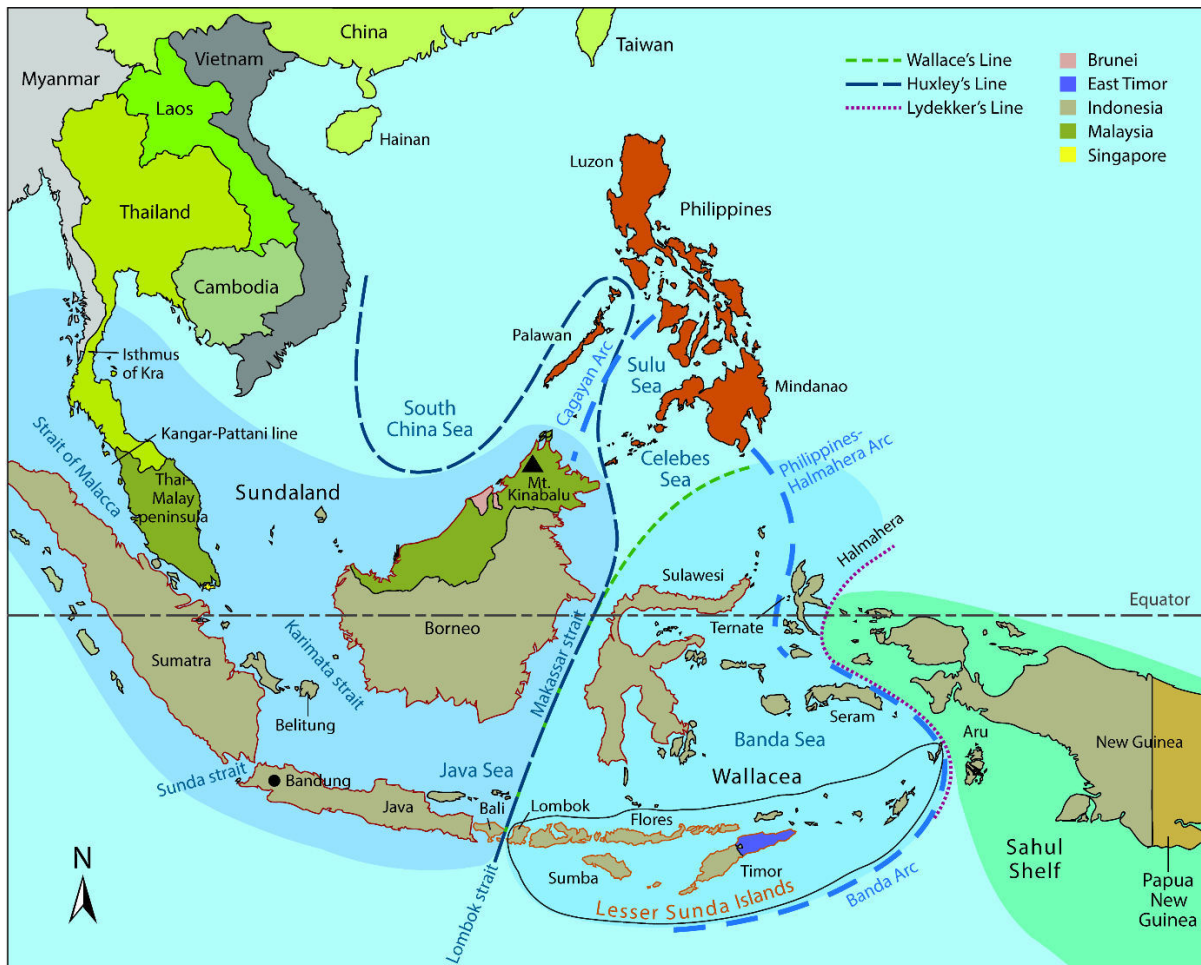 China
Taiwan
Vietnam
Myanmar
Laos
Hainan
Wallace's Line
Huxley's Line
Lydekker's Line
Brunei
East Timor
Indonesia
Malaysia
Singapore
Luzon
Philippines
Thailand
Cambodia
Palawan
Isthmus
of Kra
Cagayan Arc
Sulu
Sea
Mindanao
South
China Sea
Kangar-Pattani line
Strait of Malacca
Celebes
Sea
Philippines-
Halmahera Arc
Mt.
Kinabalu
Thai-
Malay
-peninsula
Sundaland
Halmahera
Sulawesi
Equator
Ternate
Borneo
Makassar strait
Karimata strait
Sumatra
Belitung
Seram
Banda Sea
Aru
New Guinea
Sunda strait
Bandung
Java Sea
Wallacea
Java
Bali
Lombok
Flores
Sahul
Shelf
N
Sumba
Timor
Lesser Sunda Islands
Banda Arc
Lombok strait
Papua
New
Guinea